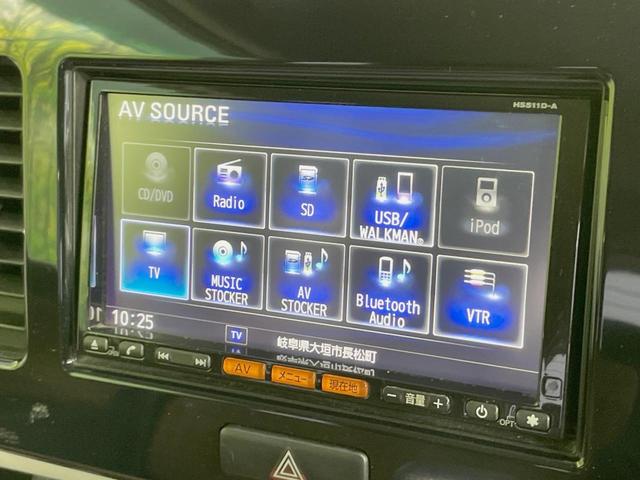 HS511D-A
AV SOURCE
CD/DVD
Radio
SD
USB/
WALKMAN®
iPod
TV
MUSIC
STOCKER
AV
STOCKER
Bluetooth
Audio
VTR
10:25
TV
岐阜県大垣市長松町
AV
メニュー
現在地
− 音量 +
OPT